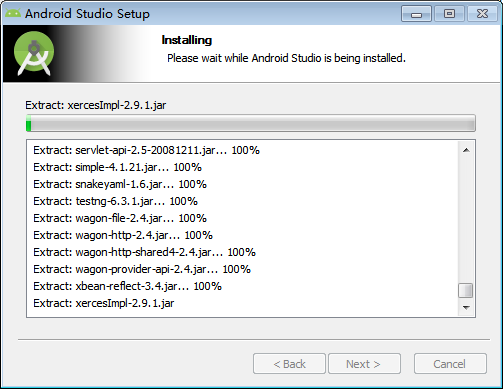 Android Studio Setup
Installing
Please wait while Android Studio is being installed.
Extract: xercesImpl-2.9.1.jar
Extract: servlet-api-2.5-20081211.jar... 100%
Extract: simple-4.1.21.jar... 100%
Extract: snakeyaml-1.6.jar... 100%
Extract: testng-6.3.1.jar... 100%
Extract: wagon-file-2.4.jar... 100%
Extract: wagon-http-2.4.jar... 100%
Extract: wagon-http-shared4-2.4.jar... 100%
Extract: wagon-provider-api-2.4.jar... 100%
Extract: xbean-reflect-3.4.jar... 100%
Extract: xercesImpl-2.9.1.jar
< Back Next > Cancel